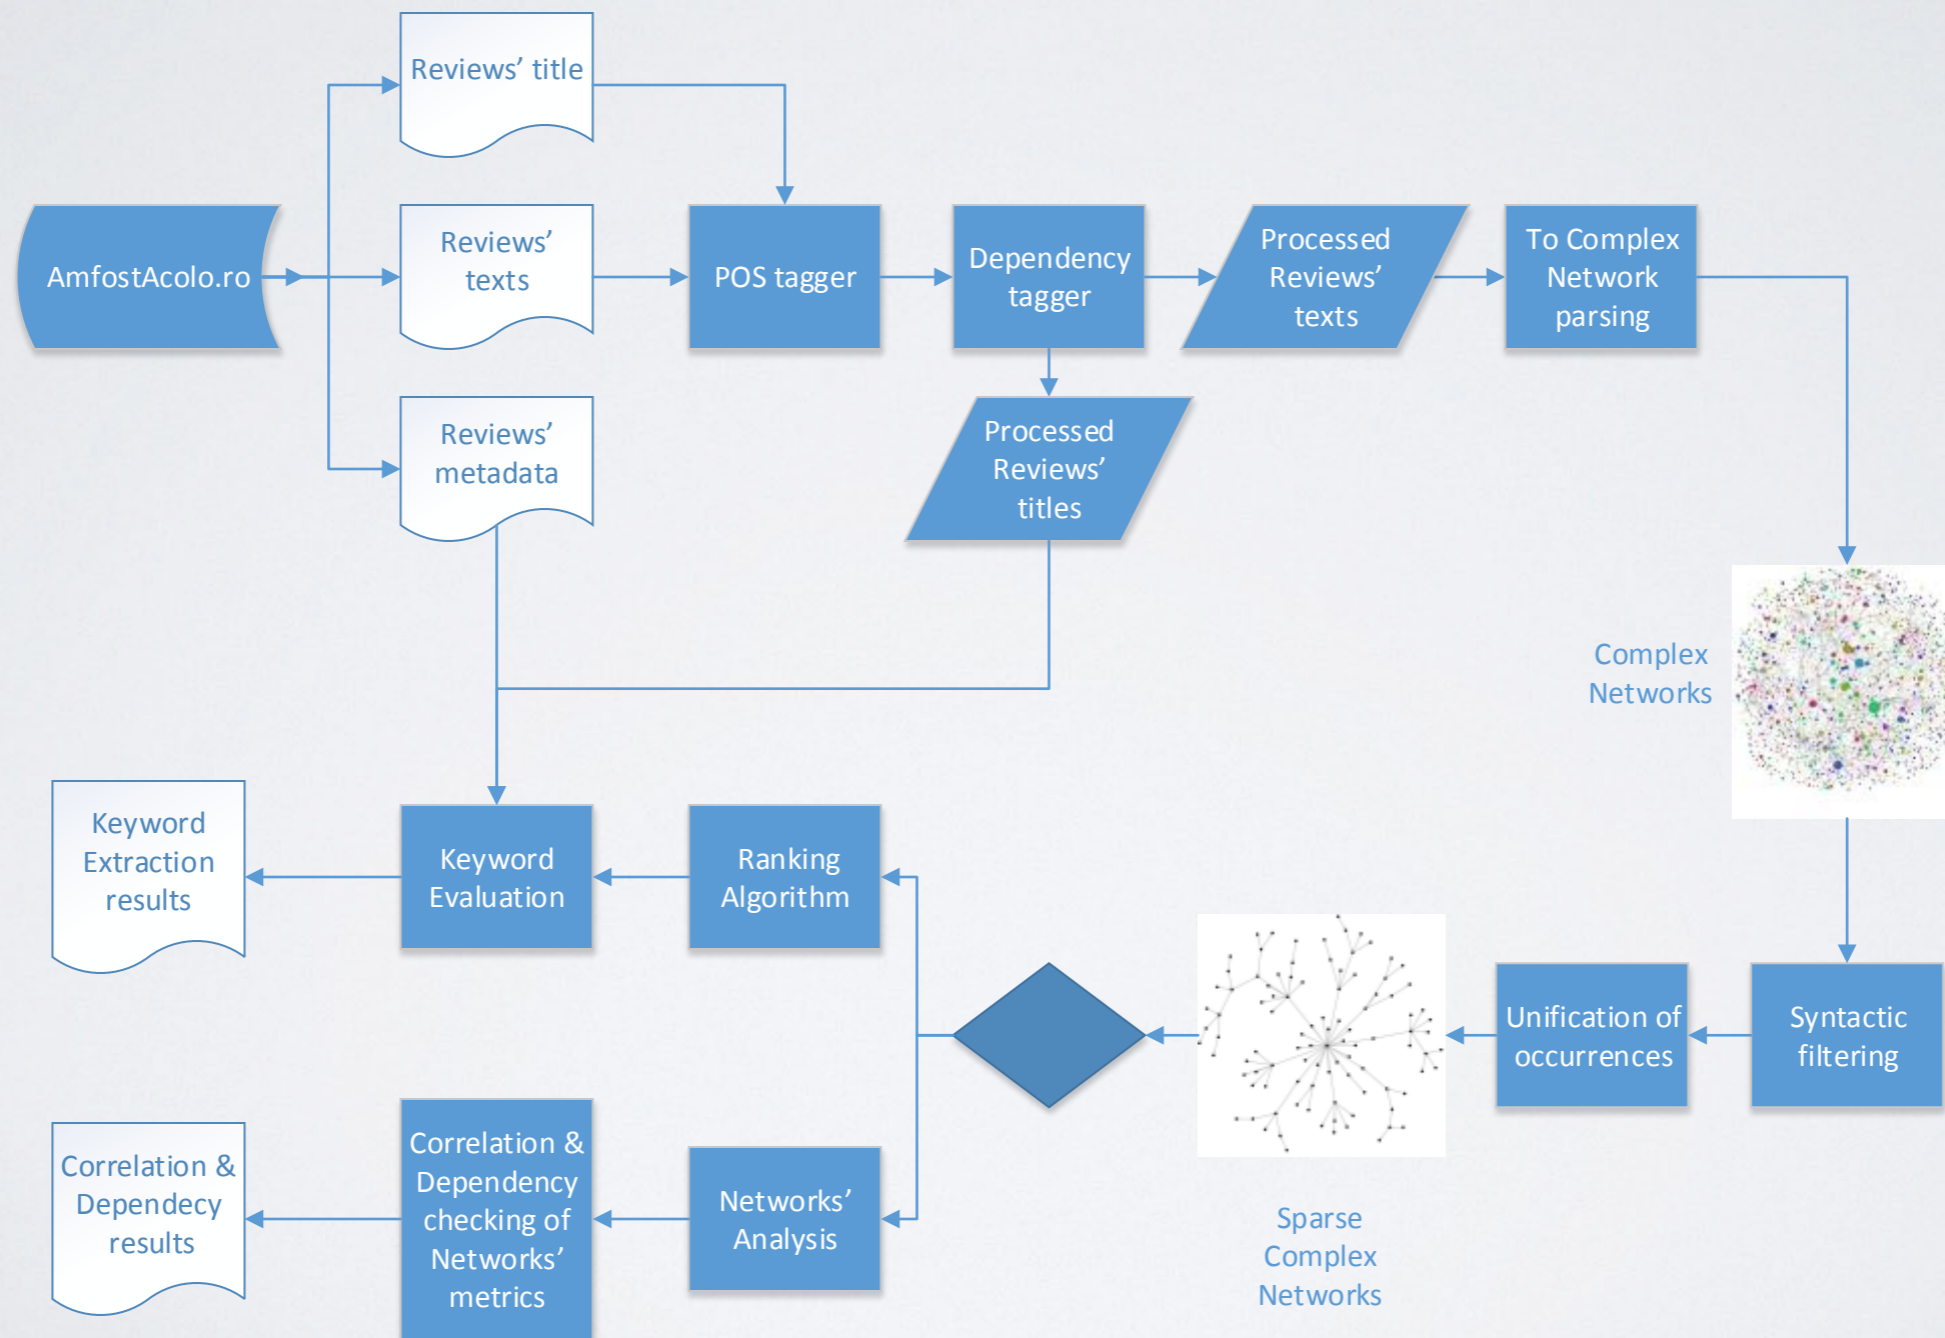 Reviews' title
AmfostAcolo.ro
Reviews'
texts
POS tagger
Dependency
tagger
Processed
Reviews'
texts
To Complex
Network
parsing
Reviews'
metadata
Processed
Reviews'
titles
Complex
Networks
Keyword
Extraction
results
Keyword
Evaluation
Ranking
Algorithm
Unification of
occurrences
Syntactic
filtering
Correlation &
Dependecy
results
Correlation &
Dependency
checking of
Networks'
metrics
Networks'
Analysis
Sparse
Complex
Networks